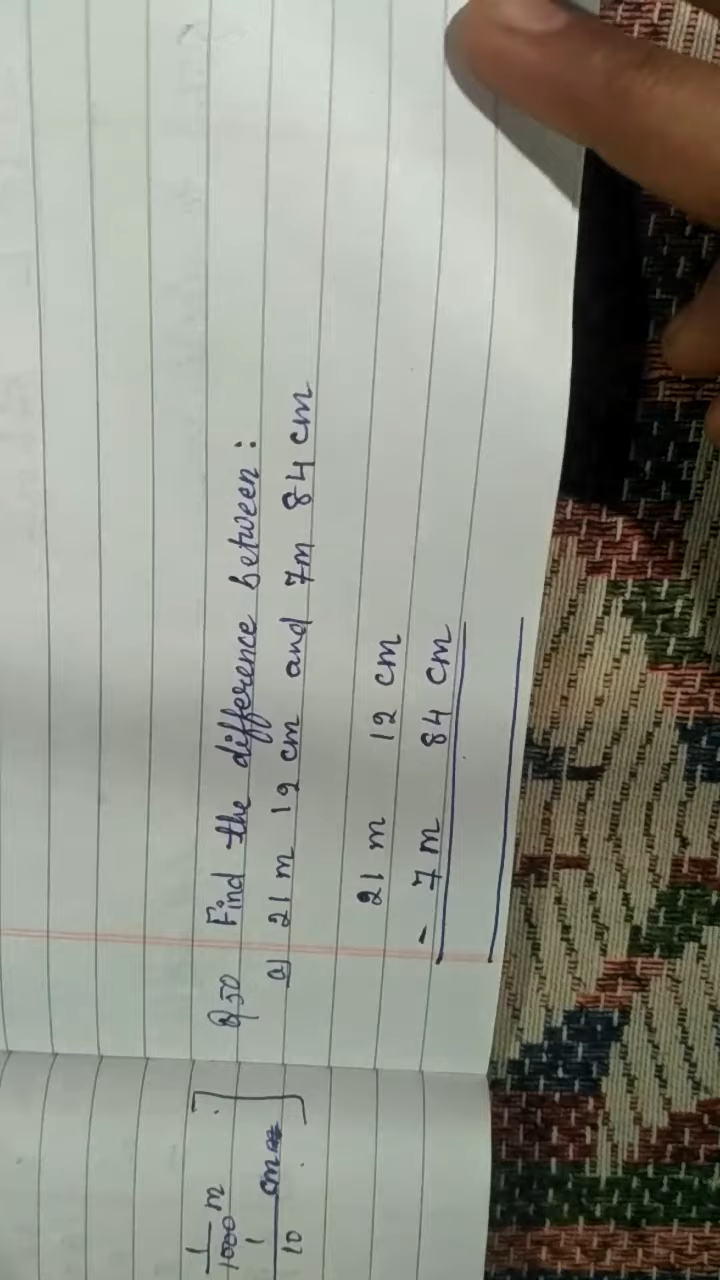 Q50 Find the difference between :
a) 21 m 12 cm and 7m 84 cm
21 m 12 cm
- 7 m 84 cm
1/1000 m
1/10 cm